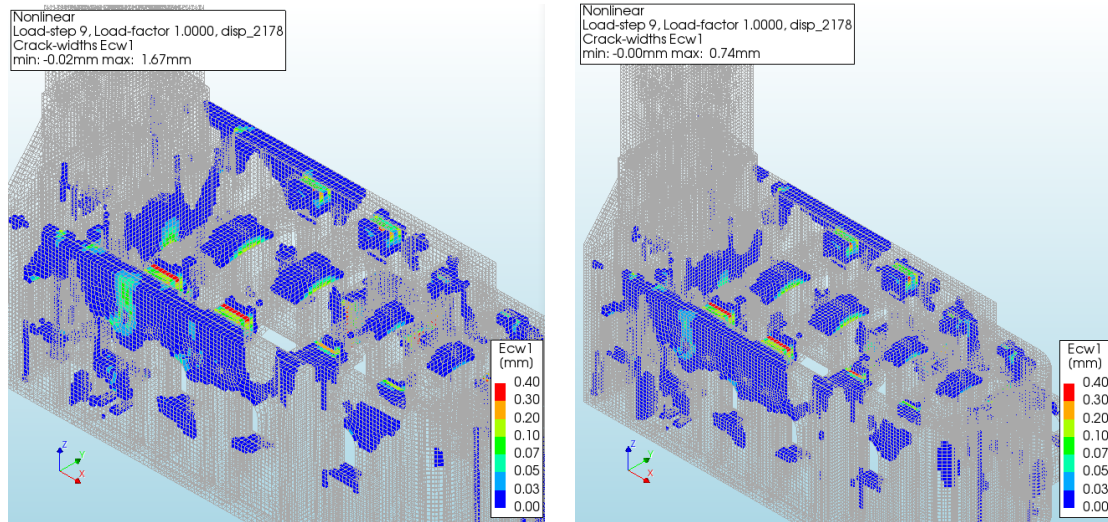 Nonlinear
Load-step 9, Load-factor 1.0000, disp_2178
Crack-widths Ecw1
min: -0.02mm max: 1.67mm
Ecw1
(mm)
0.40
0.30
0.20
0.10
0.07
0.05
0.03
0.00
Z
Y
X
Nonlinear
Load-step 9, Load-factor 1.0000, disp_2178
Crack-widths Ecw1
min: -0.00mm max: 0.74mm
Ecw1
(mm)
0.40
0.30
0.20
0.10
0.07
0.05
0.03
0.00
Z
Y
X